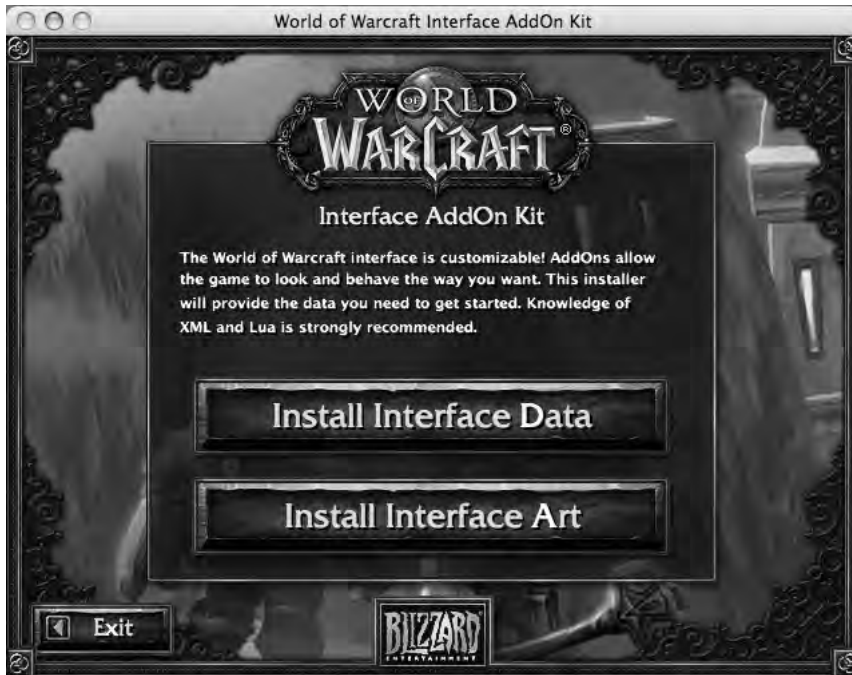 World of Warcraft Interface AddOn Kit
WORLD
OF
WARCRAFT®
Interface AddOn Kit
The World of Warcraft interface is customizable! AddOns allow
the game to look and behave the way you want. This installer
will provide the data you need to get started. Knowledge of
XML and Lua is strongly recommended.
Install Interface Data
Install Interface Art
Exit
BLIZZARD
ENTERTAINMENT